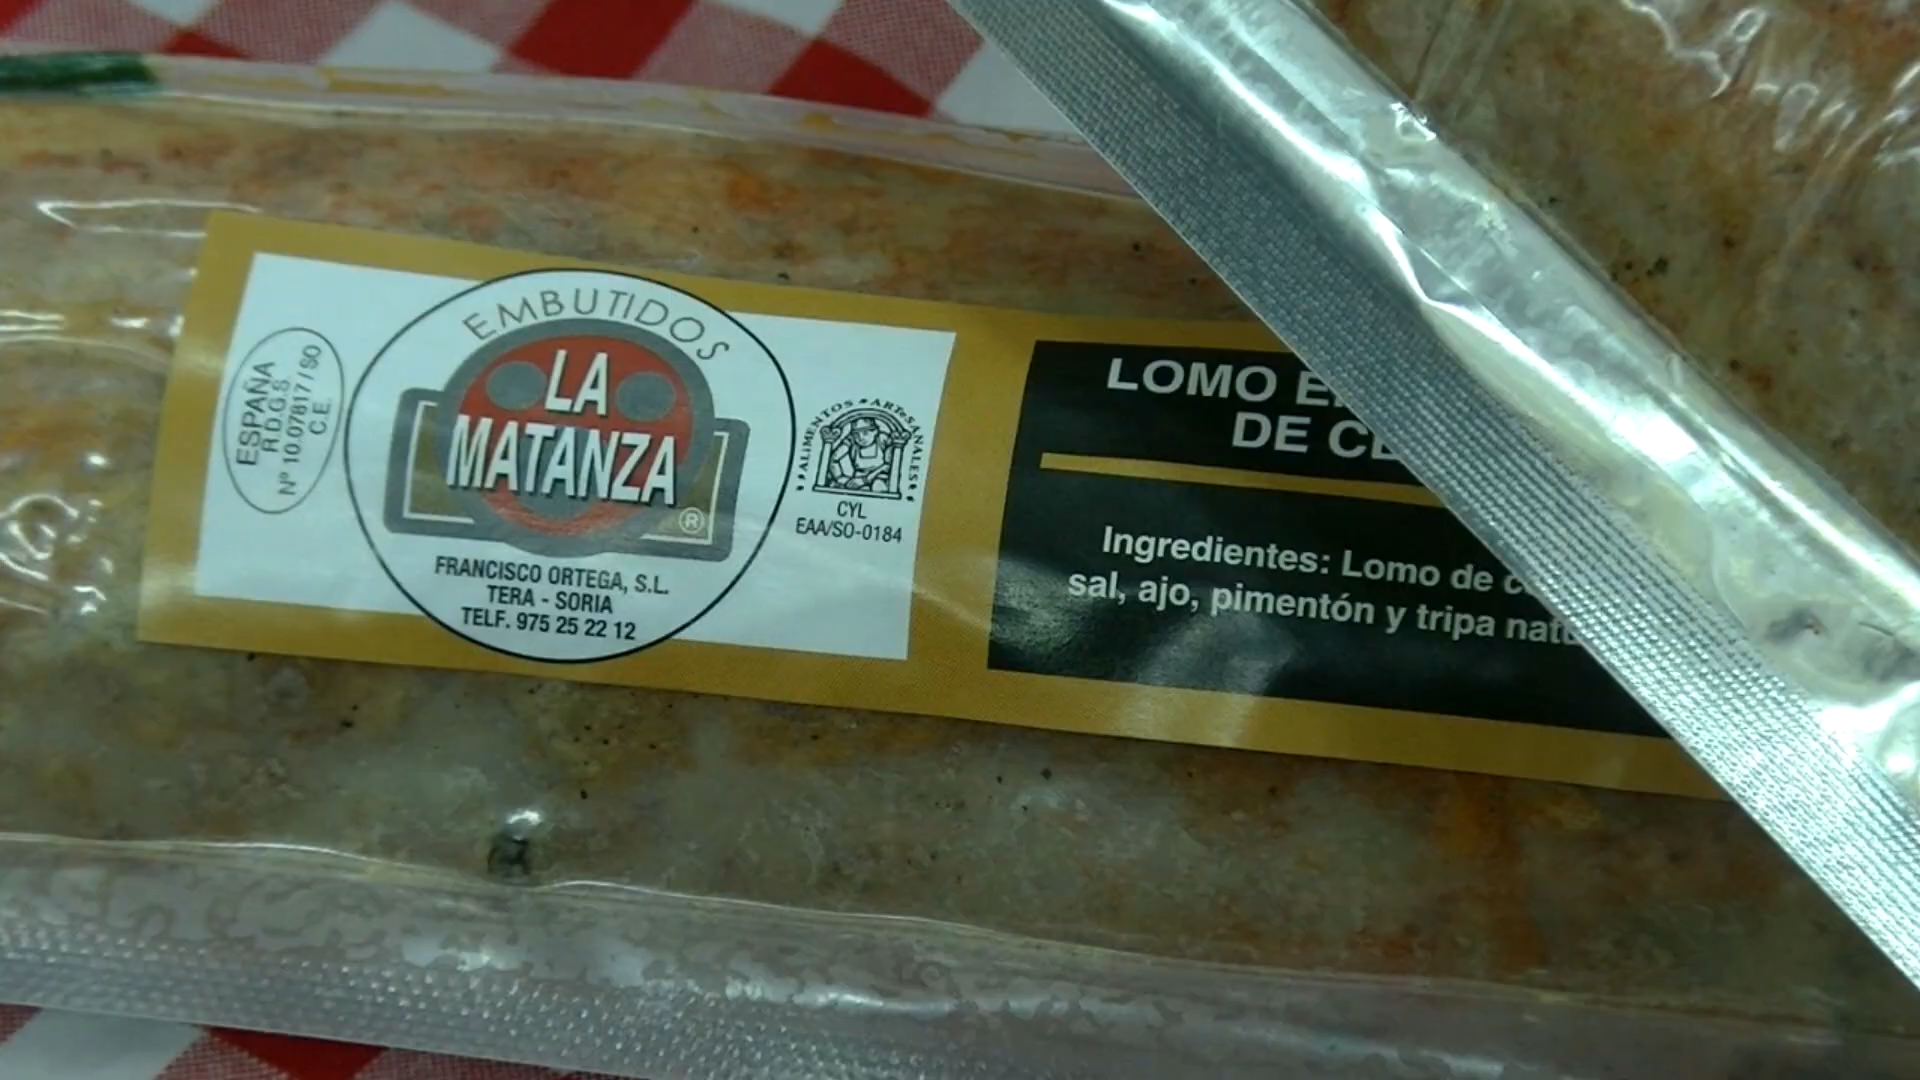 ESPAÑA
R.D.G.S.
Nº 10.07817/SO
C.E.
EMBUTIDOS
LA
MATANZA
®
FRANCISCO ORTEGA, S.L.
TERA - SORIA
TELF. 975 25 22 12
ALIMENTOS ARTESANALES
CYL
EAA/SO-0184
LOMO
DE
Ingredientes: Lomo de
sal, ajo, pimentón y tripa